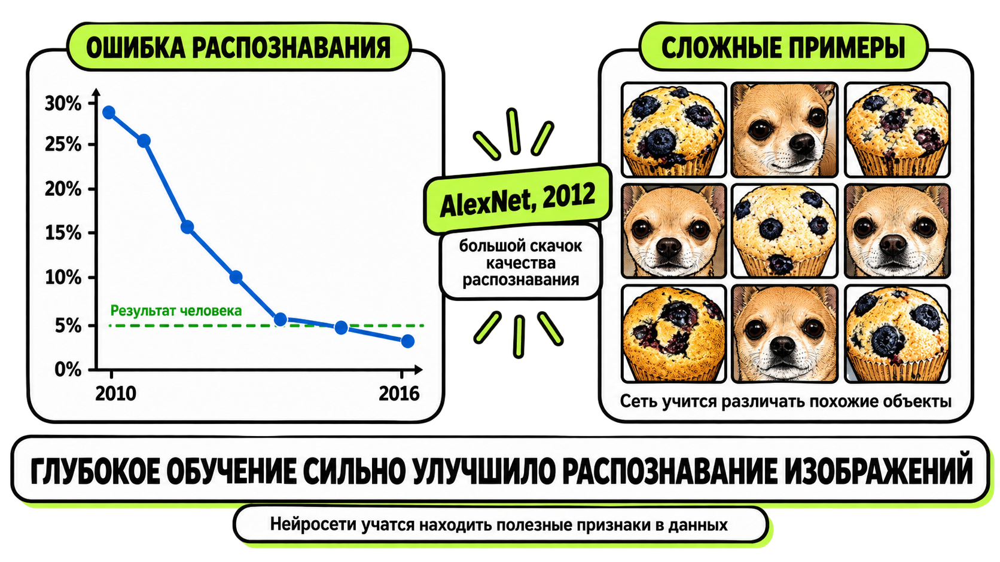 ОШИБКА РАСПОЗНАВАНИЯ
30%
25%
20%
15%
10%
5%
0%
Результат человека
2010
2016
AlexNet, 2012
большой скачок
качества
распознавания
СЛОЖНЫЕ ПРИМЕРЫ
Сеть учится различать похожие объекты
ГЛУБОКОЕ ОБУЧЕНИЕ СИЛЬНО УЛУЧШИЛО РАСПОЗНАВАНИЕ ИЗОБРАЖЕНИЙ
Нейросети учатся находить полезные признаки в данных